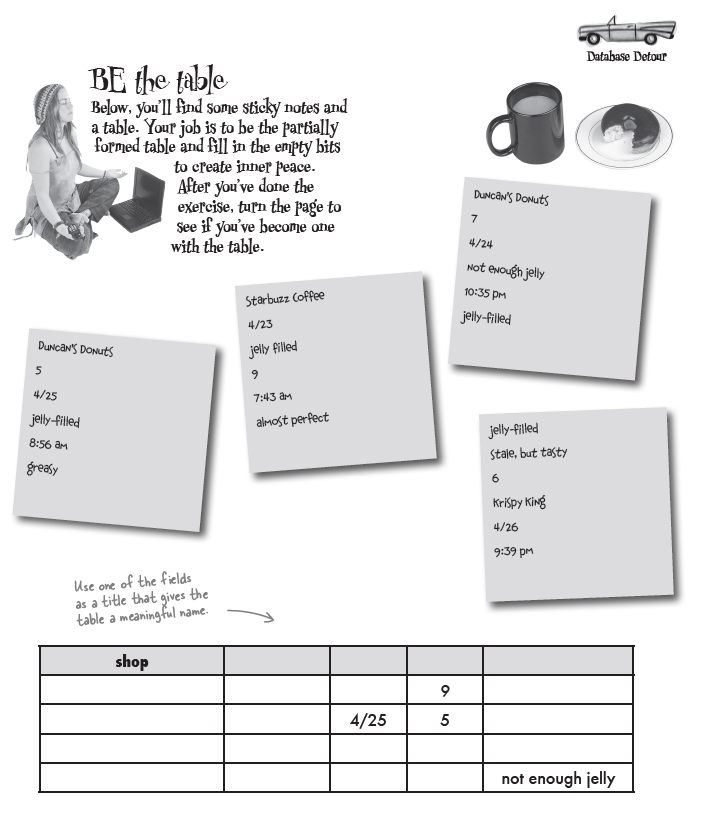 Database Detour
BE the table
Below, you'll find some sticky notes and
a table. Your job is to be the partially
formed table and fill in the empty bits
to create inner peace.
After you've done the
exercise, turn the page to
see if you've become one
with the table.
Duncan's Donuts
7
4/24
not enough jelly
10:35 pm
jelly-filled
Starbuzz Coffee
4/23
jelly filled
9
7:43 am
almost perfect
Duncan's Donuts
5
4/25
jelly-filled
8:56 am
greasy
jelly-filled
Stale, but tasty
6
Krispy King
4/26
9:39 pm
Use one of the fields
as a title that gives the
table a meaningful name.
shop
9
4/25 5
not enough jelly